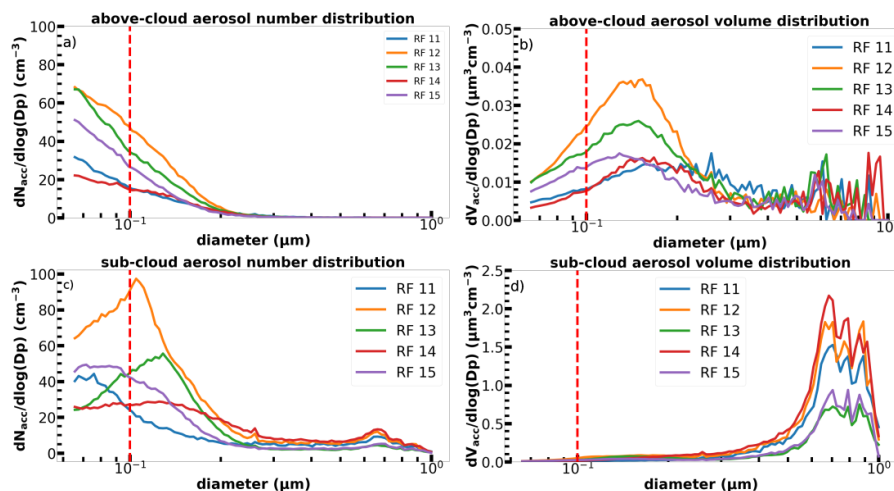 above-cloud aerosol number distribution
a)
dN_acc/dlog(Dp) (cm⁻³)
100
80
60
40
20
0
RF 11
RF 12
RF 13
RF 14
RF 15
10⁻¹
10⁰
diameter (μm)
above-cloud aerosol volume distribution
b)
dV_acc/dlog(Dp) (μm³cm⁻³)
0.05
0.04
0.03
0.02
0.01
0.00
RF 11
RF 12
RF 13
RF 14
RF 15
10⁻¹
10⁰
diameter (μm)
sub-cloud aerosol number distribution
c)
dN_acc/dlog(Dp) (cm⁻³)
100
80
60
40
20
0
RF 11
RF 12
RF 13
RF 14
RF 15
10⁻¹
10⁰
diameter (μm)
sub-cloud aerosol volume distribution
d)
dV_acc/dlog(Dp) (μm³cm⁻³)
2.5
2.0
1.5
1.0
0.5
0.0
RF 11
RF 12
RF 13
RF 14
RF 15
10⁻¹
10⁰
diameter (μm)